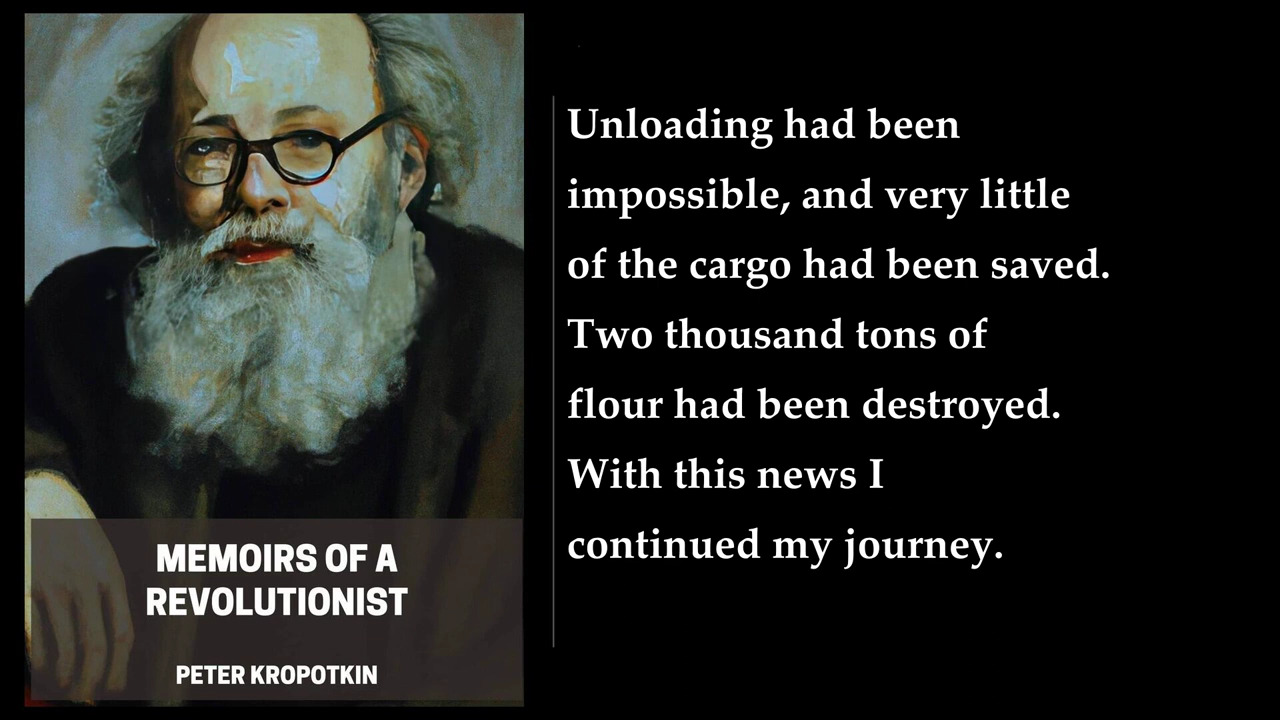 MEMOIRS OF A
REVOLUTIONIST
PETER KROPOTKIN
Unloading had been
impossible, and very little
of the cargo had been saved.
Two thousand tons of
flour had been destroyed.
With this news I
continued my journey.